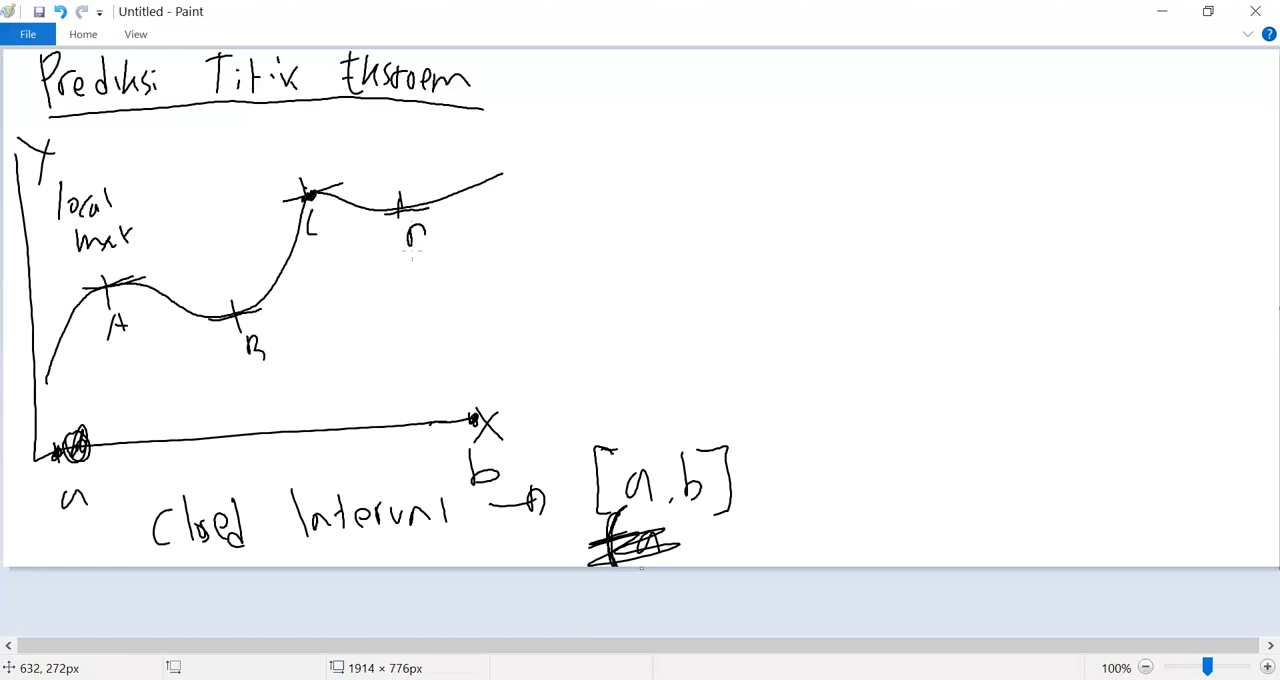 Untitled - Paint
File Home View
Prediksi Titik Ekstrem
Y
local
max
A
B
C
D
X
a
b
Closed Interval → [a,b]
632, 272px
1914 × 776px
100%